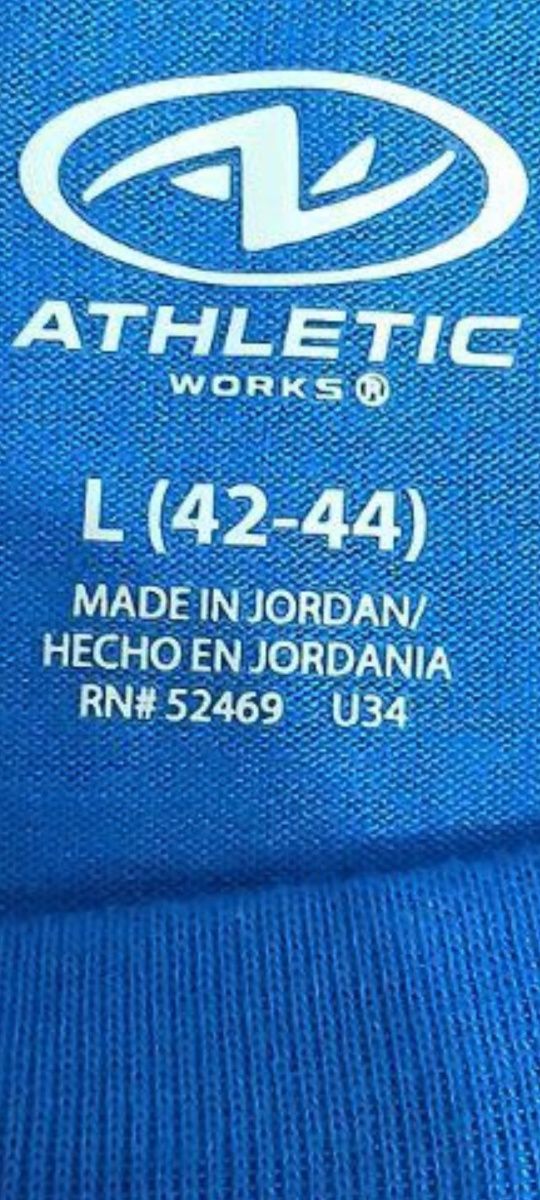 ATHLETIC
WORKS®
L (42-44)
MADE IN JORDAN/
HECHO EN JORDANIA
RN# 52469 U34